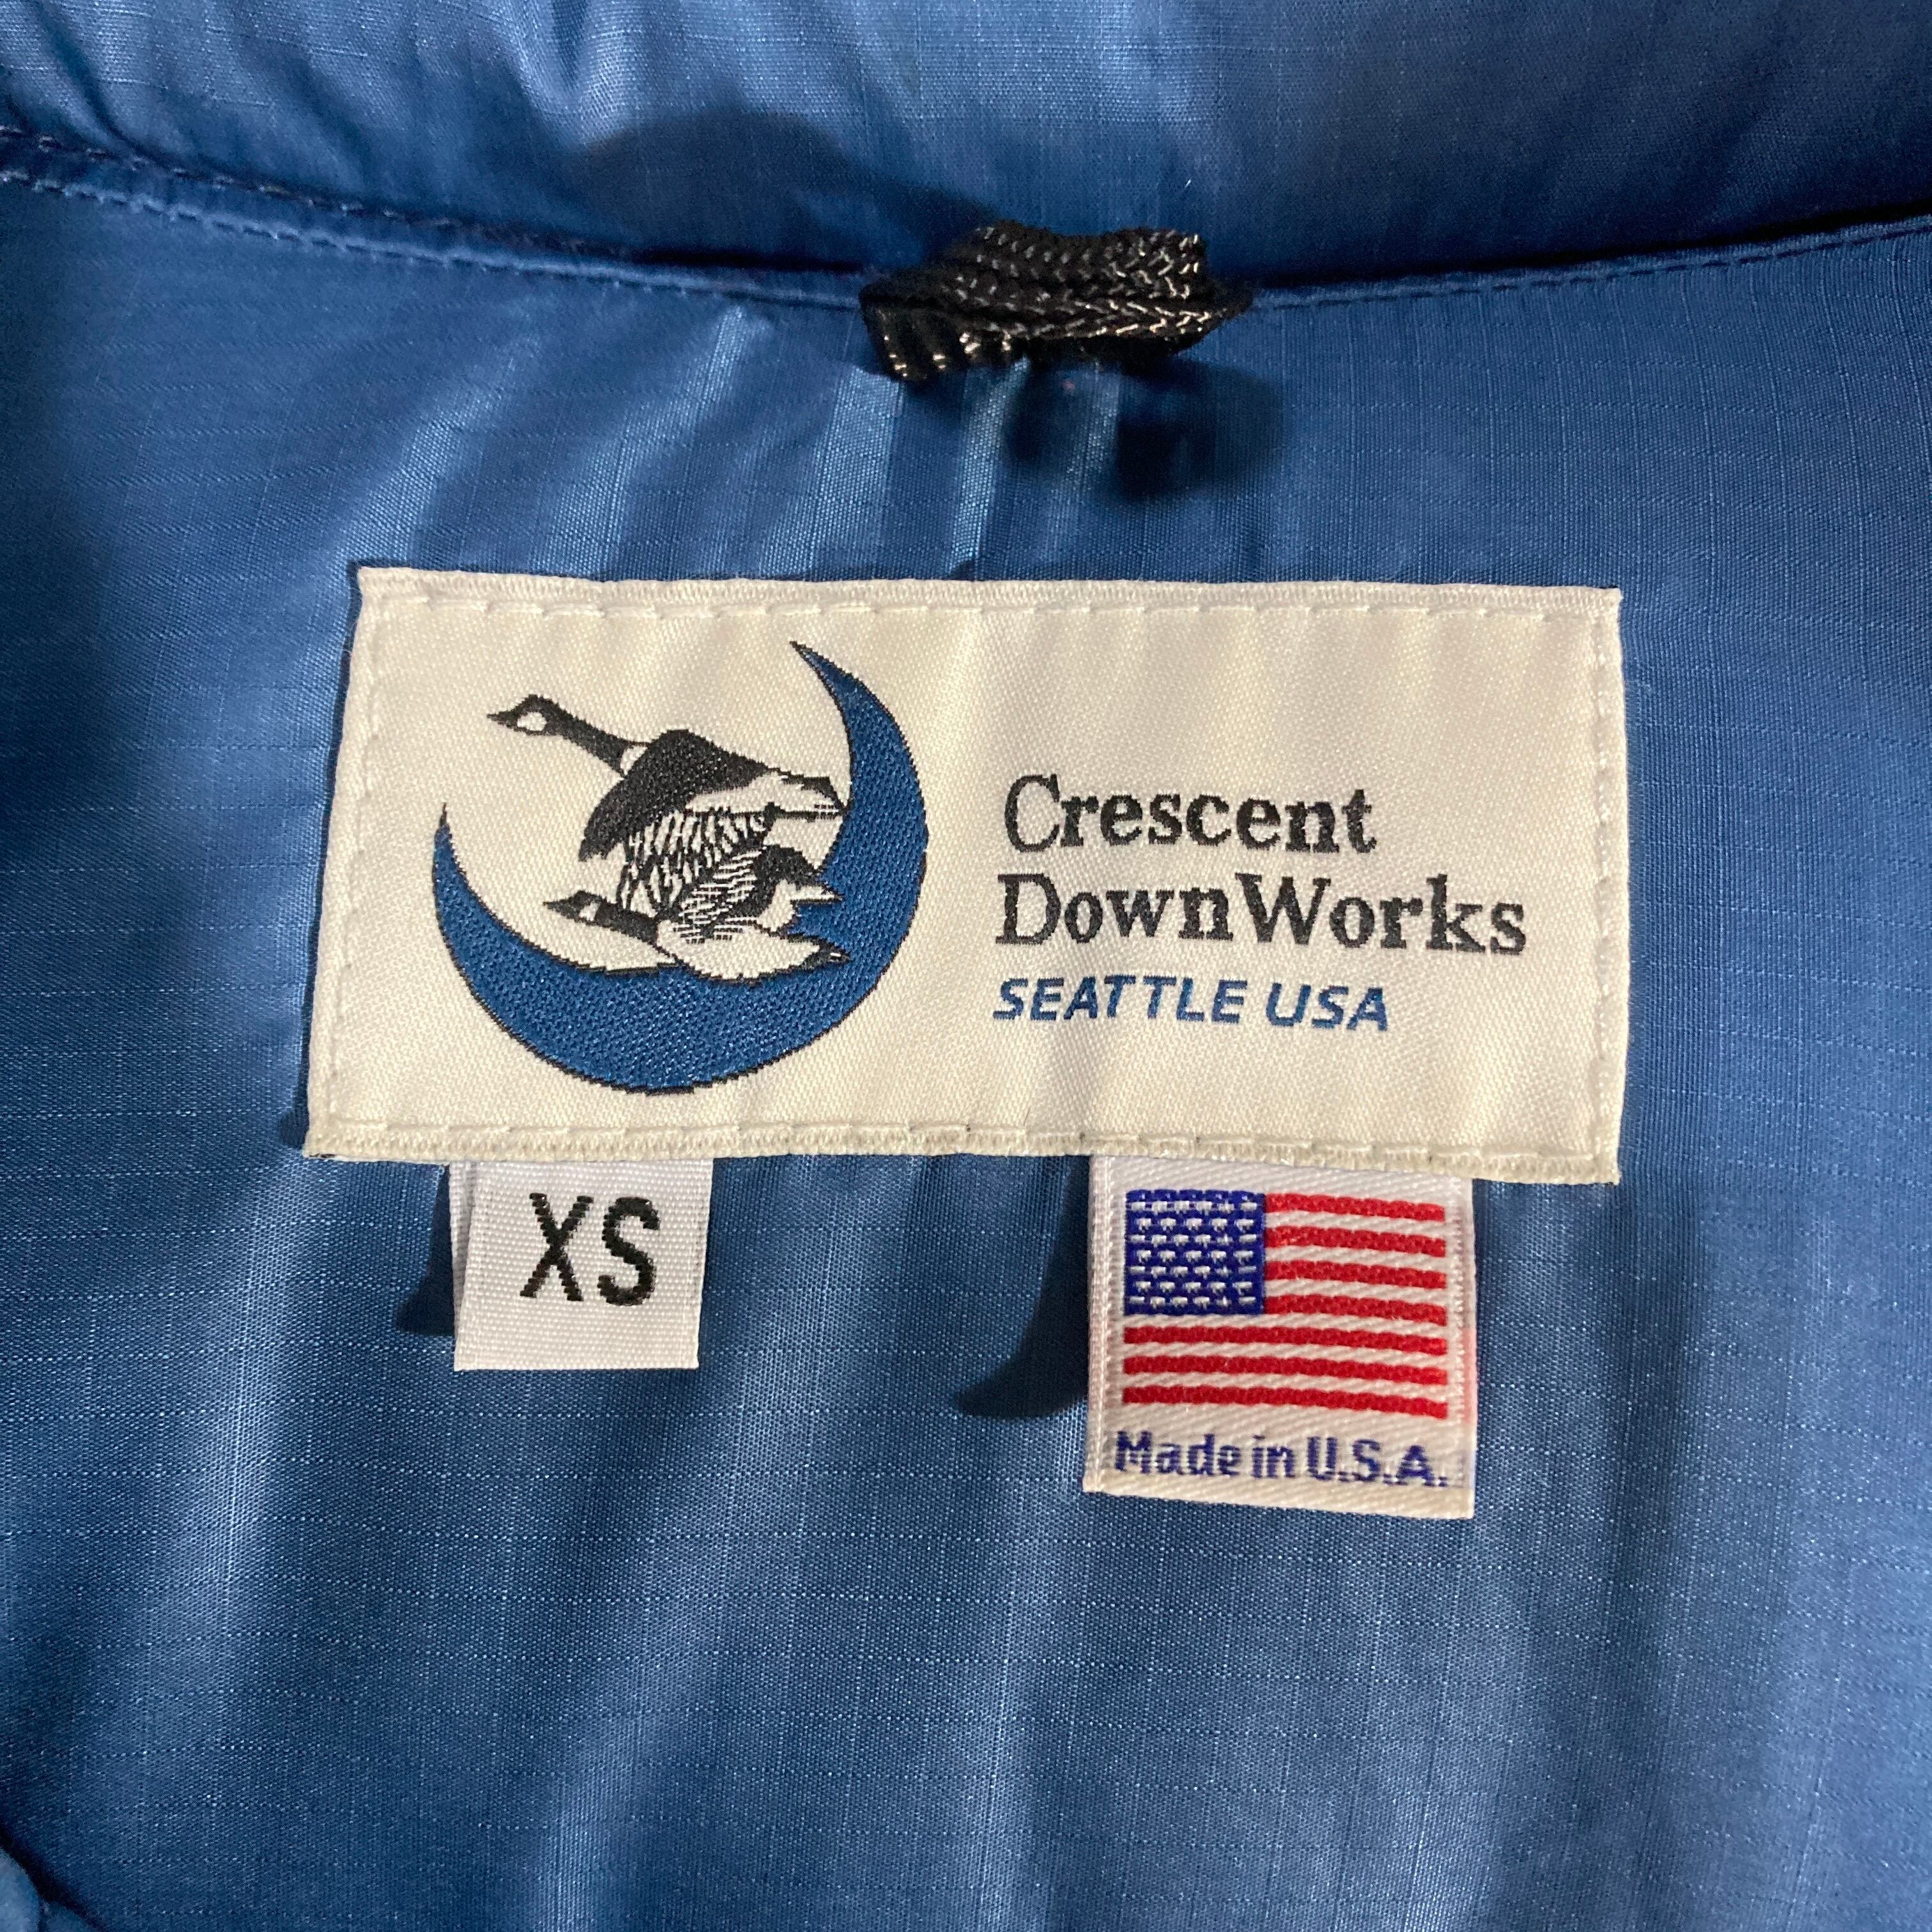 Crescent
DownWorks
SEATTLE USA
XS
Made in U.S.A.